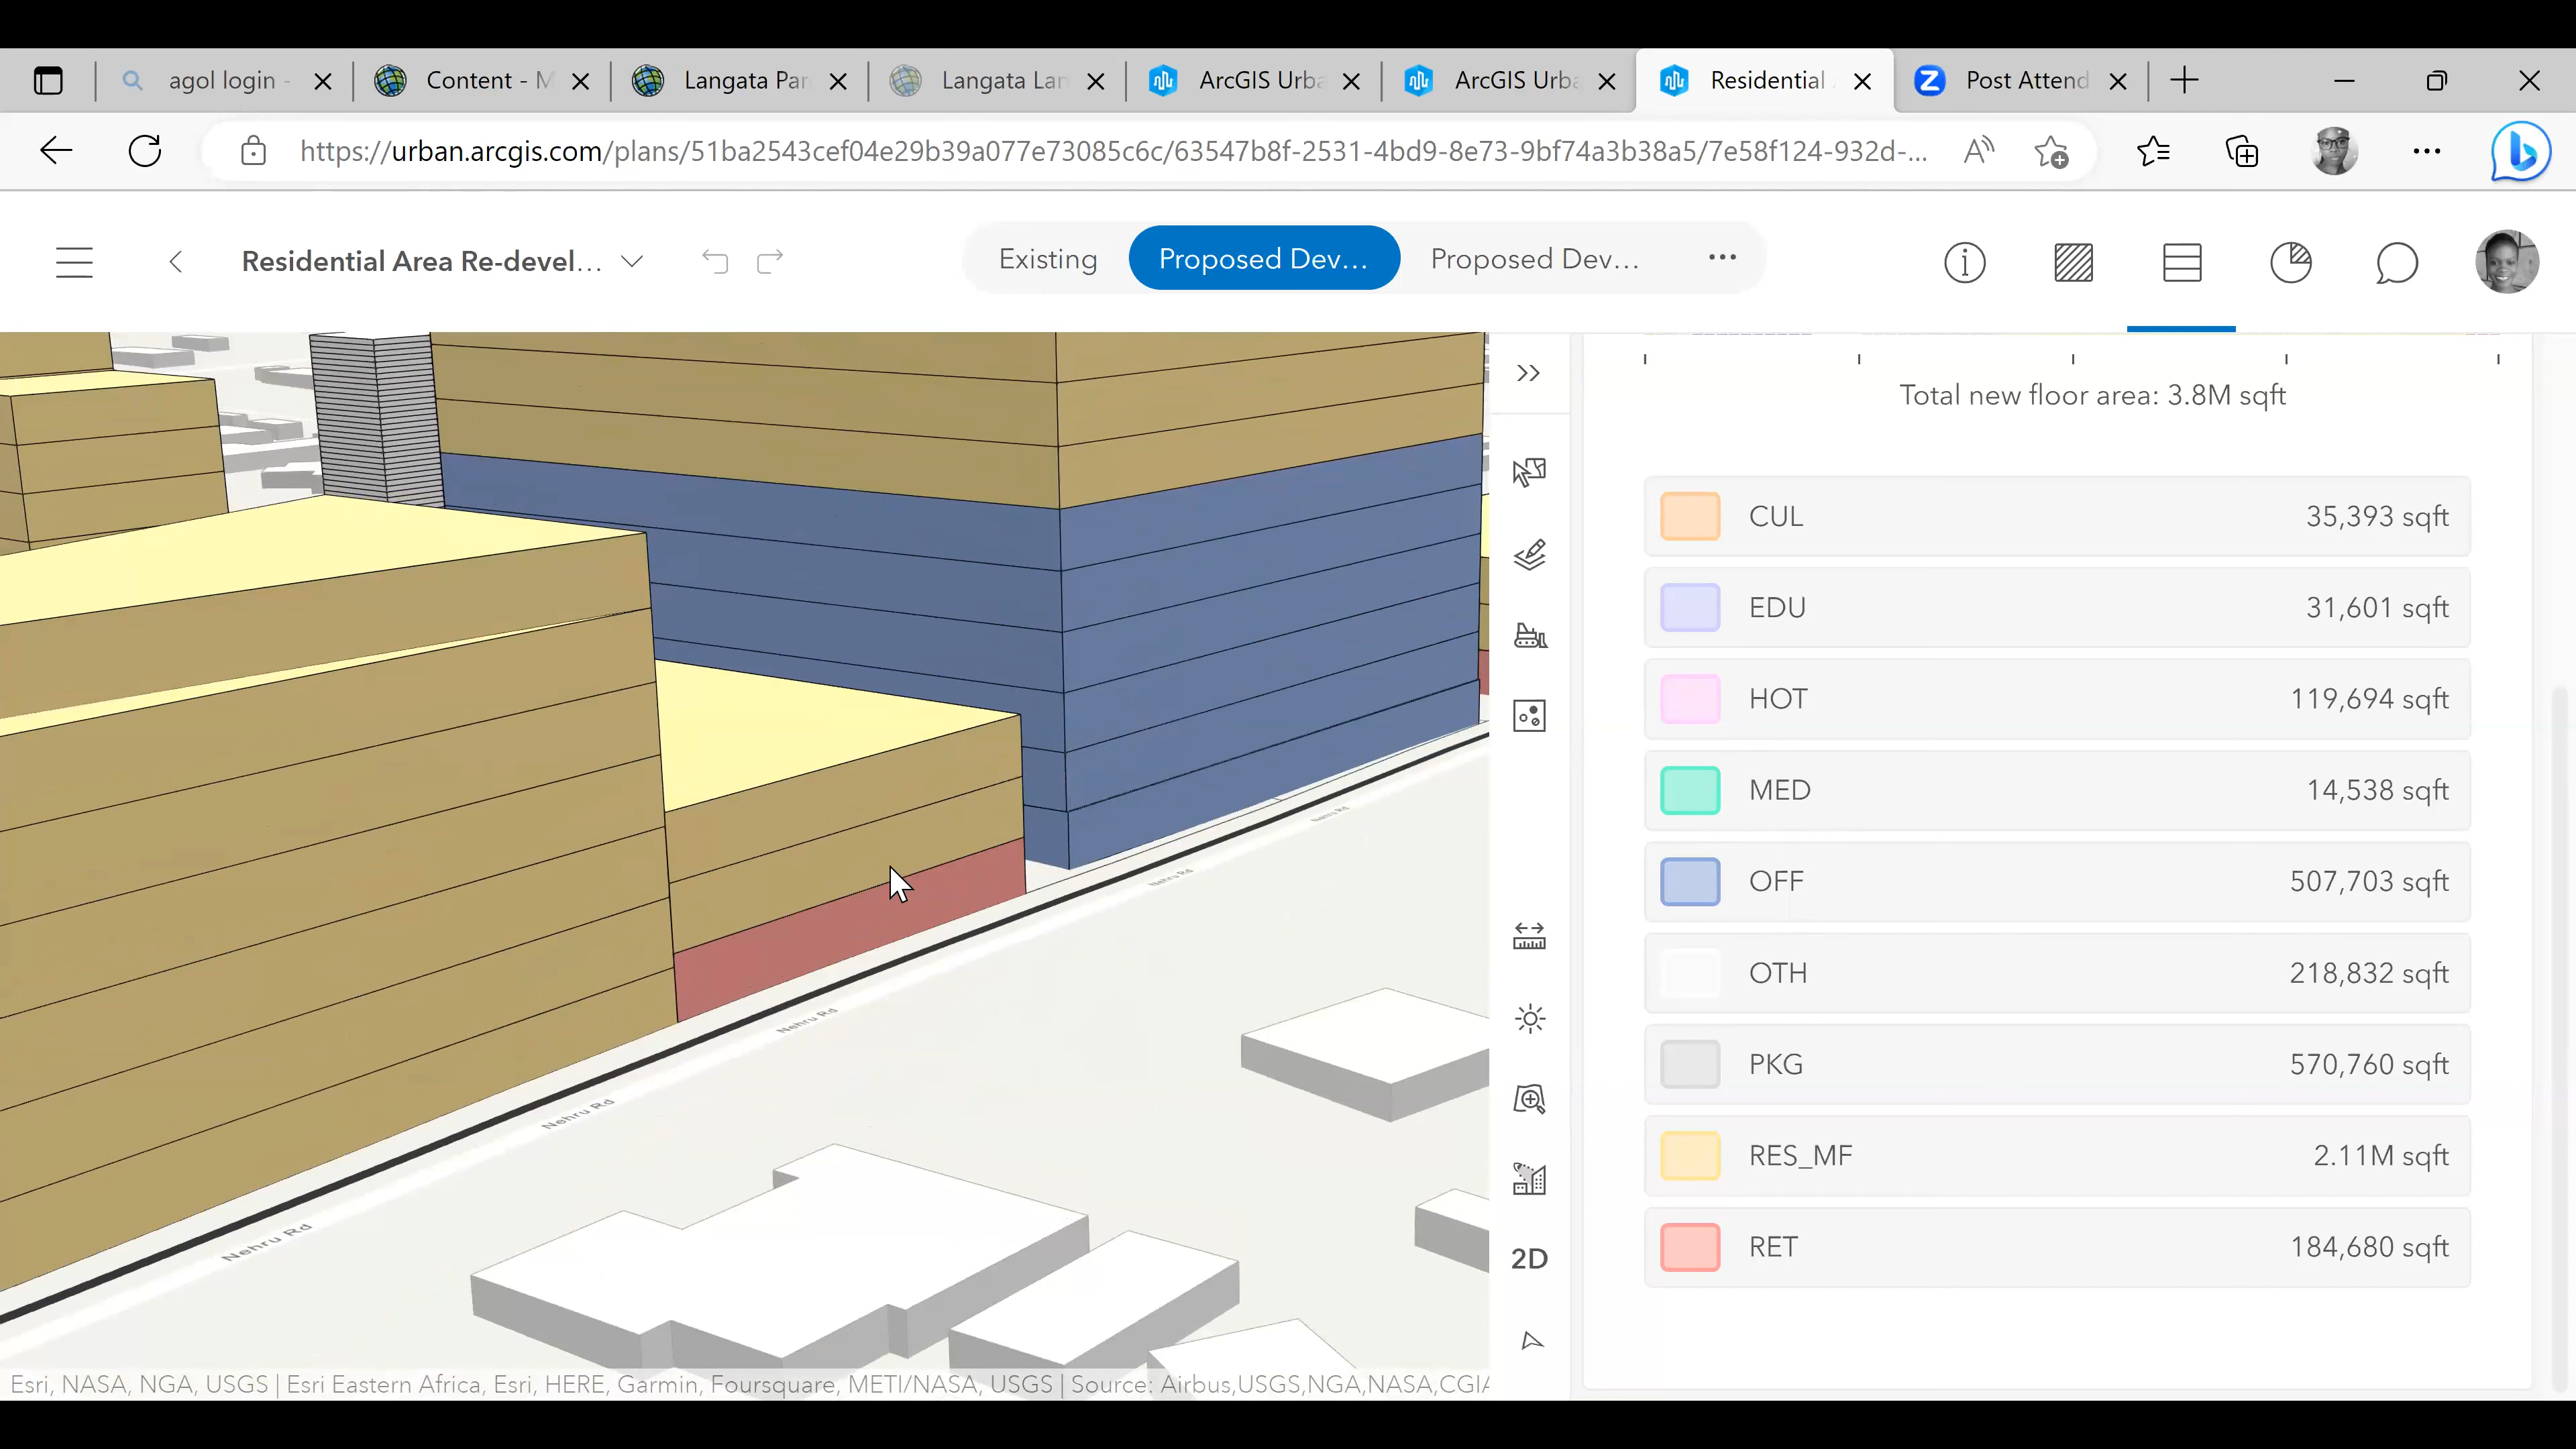 agol login -
Content - M
Langata Par
Langata Lan
ArcGIS Urba
ArcGIS Urba
Residential
Post Attend
https://urban.arcgis.com/plans/51ba2543cef04e29b39a077e73085c6c/63547b8f-2531-4bd9-8e73-9bf74a3b38a5/7e58f124-932d-...
Residential Area Re-devel...
Existing
Proposed Dev...
Proposed Dev...
Total new floor area: 3.8M sqft
CUL 35,393 sqft
EDU 31,601 sqft
HOT 119,694 sqft
MED 14,538 sqft
OFF 507,703 sqft
OTH 218,832 sqft
PKG 570,760 sqft
RES_MF 2.11M sqft
RET 184,680 sqft
2D
Nehru Rd
Nehru Rd
Nehru Rd
Nehru Rd
Nehru Rd
Esri, NASA, NGA, USGS | Esri Eastern Africa, Esri, HERE, Garmin, Foursquare, METI/NASA, USGS | Source: Airbus,USGS,NGA,NASA,CGIA